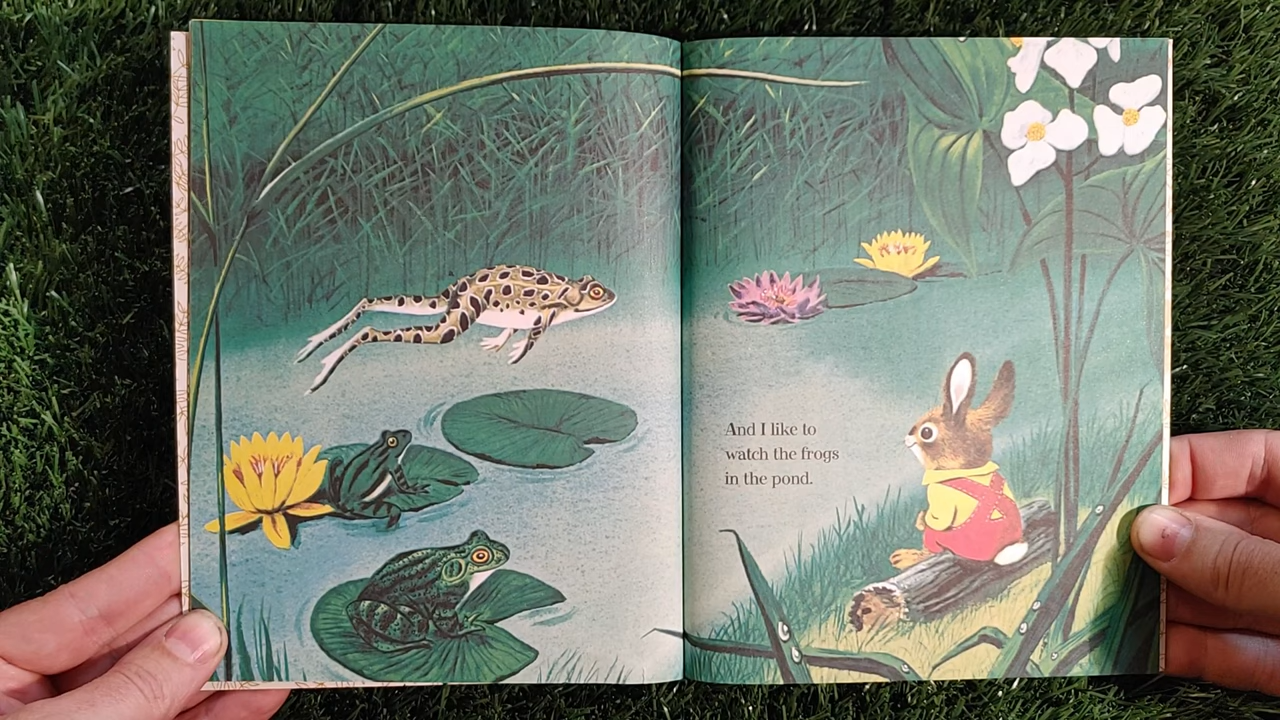 And I like to
watch the frogs
in the pond.